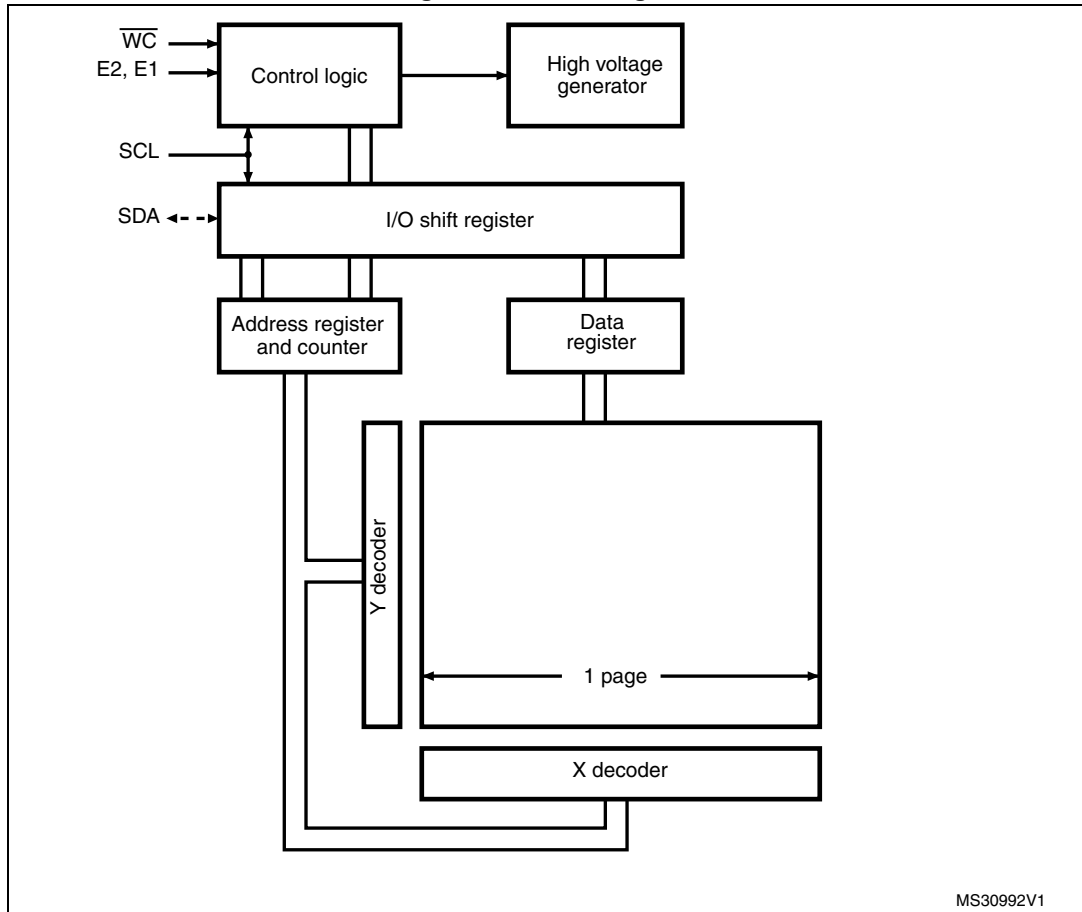 W̅C̅
E2, E1
Control logic
High voltage
generator
SCL
SDA
I/O shift register
Address register
and counter
Data
register
Y decoder
1 page
X decoder
MS30992V1